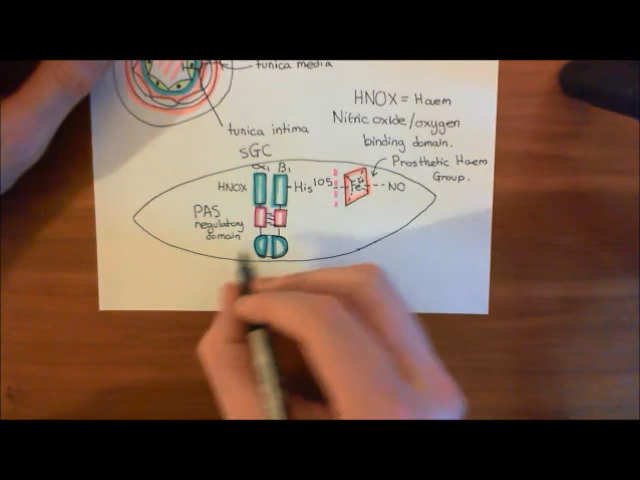 tunica media
tunica intima
HNOX = Haem
Nitric oxide/oxygen
binding domain.
Prosthetic Haem
Group.
sGC
α1 β1
HNOX
His105
Fe
NO
PAS
regulatory
domain